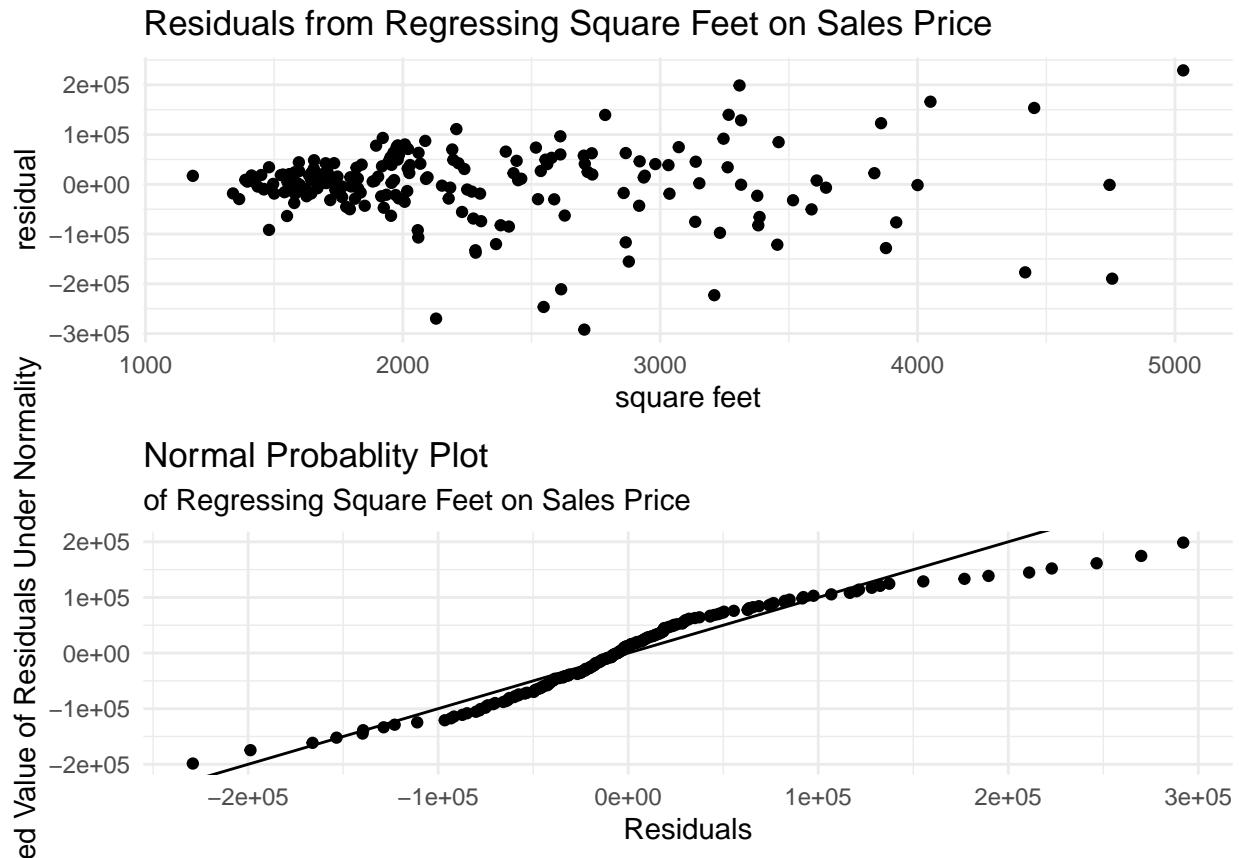 Residuals from Regressing Square Feet on Sales Price
residual
2e+05
1e+05
0e+00
−1e+05
−2e+05
−3e+05
1000 2000 3000 4000 5000
square feet
Normal Probablity Plot
of Regressing Square Feet on Sales Price
ed Value of Residuals Under Normality
2e+05
1e+05
0e+00
−1e+05
−2e+05
−2e+05 −1e+05 0e+00 1e+05 2e+05 3e+05
Residuals